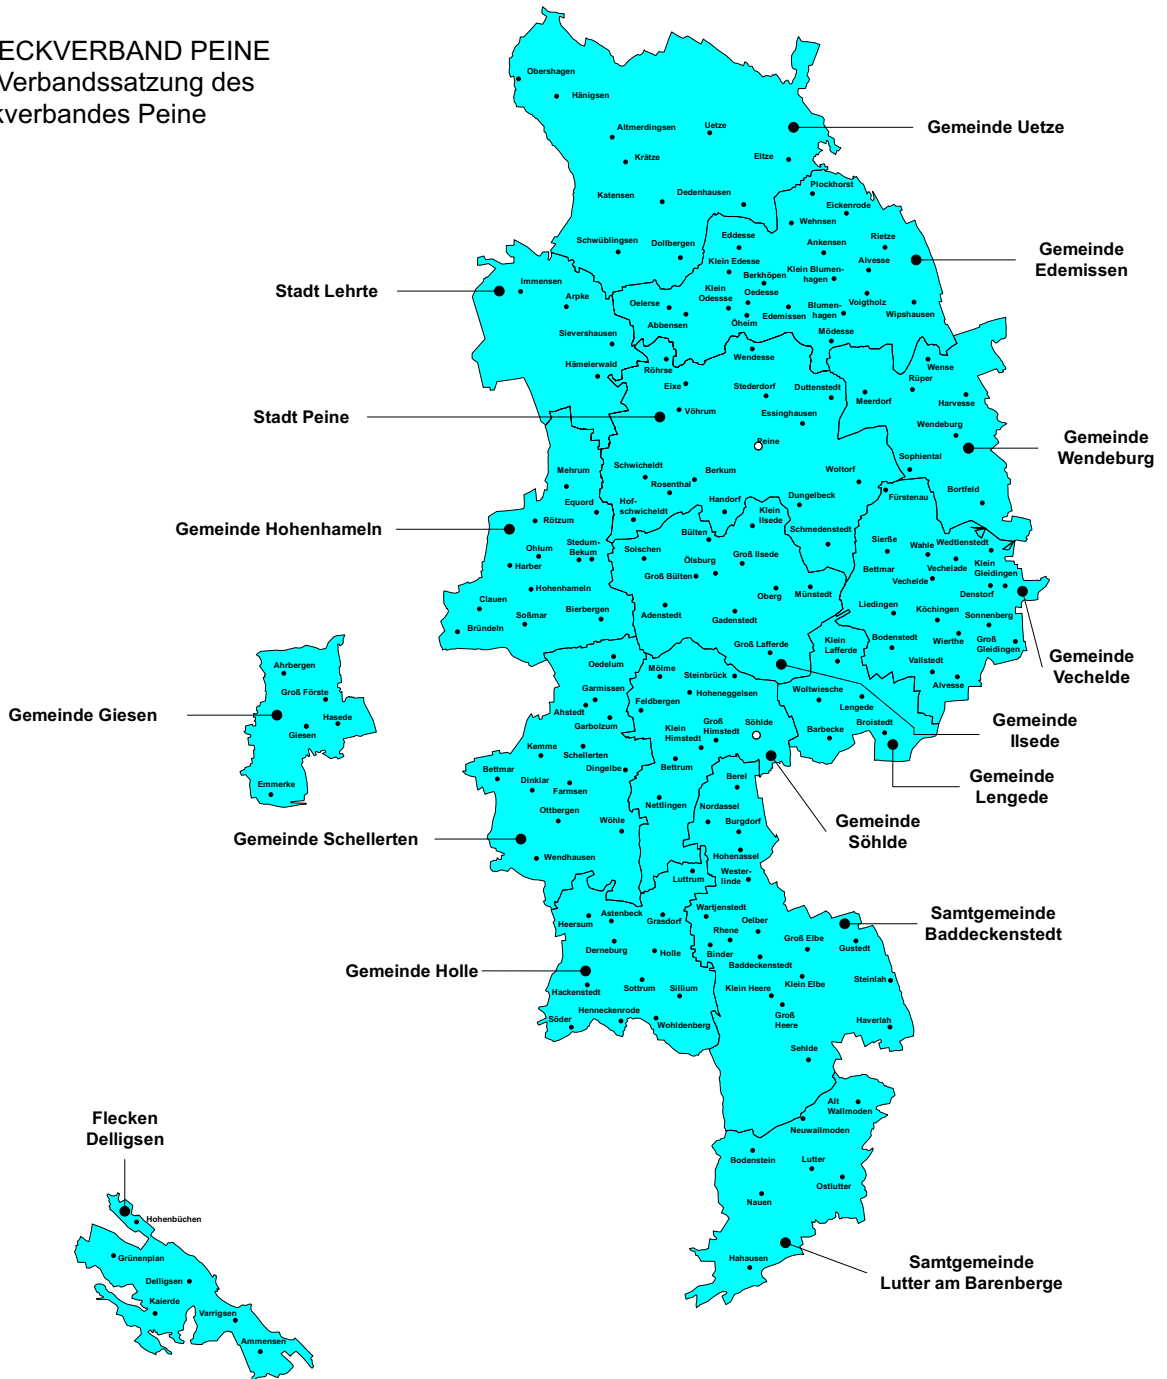 ECKVERBAND PEINE
Verbandssatzung des
kverbandes Peine
Obershagen
Hänigsen
Altmerdingsen
Uetze
Krätze
Eltze
Katensen
Dedenhausen
Schwüblingsen
Dollbergen
Gemeinde Uetze
Plockhorst
Eickenrode
Wehnsen
Eddesse
Ankensen
Rietze
Klein Edesse
Alvesse
Berkhöpen
Klein Blumen-
hagen
Klein
Odessse
Oedesse
Voigtholz
Oelerse
Abbensen
Öheim
Edemissen
Blumen-
hagen
Wipshausen
Mödesse
Gemeinde
Edemissen
Stadt Lehrte
Immensen
Arpke
Sievershausen
Hämelerwald
Stadt Peine
Röhrse
Wendesse
Eixe
Stederdorf
Duttenstedt
Vöhrum
Essinghausen
Peine
Schwicheldt
Berkum
Woltorf
Rosenthal
Hof-
schwicheldt
Handorf
Dungelbeck
Schmedenstedt
Wense
Rüper
Meerdorf
Harvesse
Wendeburg
Sophiental
Bortfeld
Gemeinde
Wendeburg
Gemeinde Hohenhameln
Mehrum
Equord
Rötzum
Stedum-
Bekum
Ohlum
Harber
Hohenhameln
Clauen
Bierbergen
Soßmar
Bründeln
Klein
Ilsede
Bülten
Solschen
Ölsburg
Groß Ilsede
Groß Bülten
Oberg
Münstedt
Adenstedt
Gadenstedt
Groß Lafferde
Fürstenau
Sierße
Wahle
Wedtlenstedt
Bettmar
Vechelade
Klein
Gleidingen
Vechelde
Denstorf
Liedingen
Köchingen
Sonnenberg
Bodenstedt
Wierthe
Groß
Gleidingen
Vallstedt
Alvesse
Gemeinde
Vechelde
Klein
Lafferde
Woltwiesche
Lengede
Broistedt
Barbecke
Gemeinde
Ilsede
Gemeinde
Lengede
Ahrbergen
Groß Förste
Hasede
Giesen
Emmerke
Gemeinde Giesen
Oedelum
Garmissen
Ahstedt
Garbolzum
Kemme
Schellerten
Bettmar
Dingelbe
Dinklar
Farmsen
Ottbergen
Wöhle
Wendhausen
Gemeinde Schellerten
Mölme
Steinbrück
Hoheneggelsen
Feldbergen
Klein
Himstedt
Groß
Himstedt
Söhlde
Bettrum
Nettlingen
Gemeinde
Söhlde
Berel
Nordassel
Burgdorf
Hohenassel
Wester-
linde
Luttrum
Wartjenstedt
Oelber
Rhene
Groß Elbe
Gustedt
Binder
Baddeckenstedt
Klein Elbe
Steinlah
Klein Heere
Groß
Heere
Haverlah
Sehlde
Samtgemeinde
Baddeckenstedt
Heersum
Astenbeck
Grasdorf
Derneburg
Holle
Hackenstedt
Sottrum
Sillium
Henneckenrode
Söder
Wohldenberg
Gemeinde Holle
Alt
Wallmoden
Neuwallmoden
Bodenstein
Lutter
Ostlutter
Nauen
Hahausen
Samtgemeinde
Lutter am Barenberge
Flecken
Delligsen
Hohenbüchen
Grünenplan
Delligsen
Kaierde
Varrigsen
Ammensen